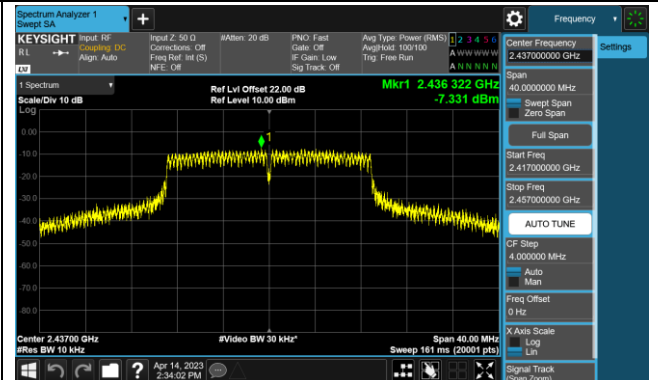 Spectrum Analyzer 1
Swept SA
+
Frequency
KEYSIGHT Input: RF
Coupling: DC
Align: Auto
RL
LXI
Input Z: 50 Ω
Corrections: Off
Freq Ref: Int (S)
NFE: Off
#Atten: 20 dB
PNO: Fast
Gate: Off
IF Gain: Low
Sig Track: Off
Avg Type: Power (RMS)
Avg|Hold: 100/100
Trig: Free Run
1 2 3 4 5 6
A W W W W W
A N N N N N
1 Spectrum
Scale/Div 10 dB
Log
Ref Lvl Offset 22.00 dB
Ref Level 10.00 dBm
Mkr1 2.436 322 GHz
-7.331 dBm
1
0.00
-10.0
-20.0
-30.0
-40.0
-50.0
-60.0
-70.0
-80.0
Center 2.43700 GHz
#Res BW 10 kHz
#Video BW 30 kHz*
Span 40.00 MHz
Sweep 161 ms (20001 pts)
Apr 14, 2023
2:34:02 PM
?
Center Frequency
2.437000000 GHz
Settings
Span
40.0000000 MHz
Swept Span
Zero Span
Full Span
Start Freq
2.417000000 GHz
Stop Freq
2.457000000 GHz
AUTO TUNE
CF Step
4.000000 MHz
Auto
Man
Freq Offset
0 Hz
X Axis Scale
Log
Lin
Signal Track
(Span Zoom)